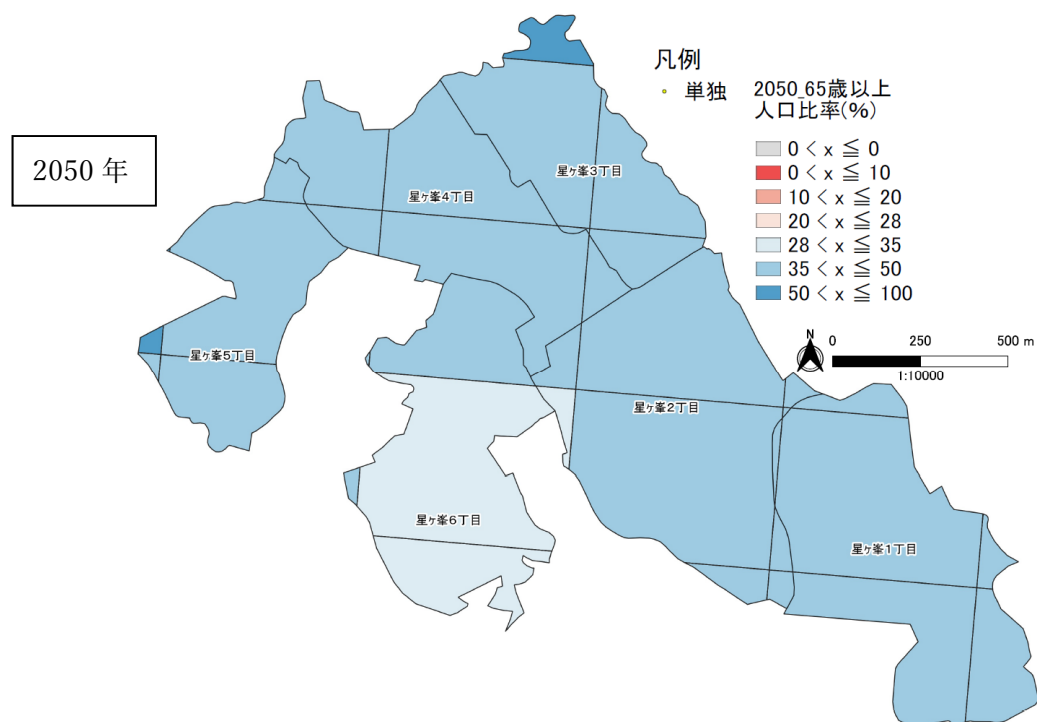 2050 年
凡例
単独
2050_65歳以上
人口比率(%)
0 < x ≦ 0
0 < x ≦ 10
10 < x ≦ 20
20 < x ≦ 28
28 < x ≦ 35
35 < x ≦ 50
50 < x ≦ 100
N
0 250 500 m
1:10000
星ヶ峯3丁目
星ヶ峯4丁目
星ヶ峯5丁目
星ヶ峯2丁目
星ヶ峯6丁目
星ヶ峯1丁目